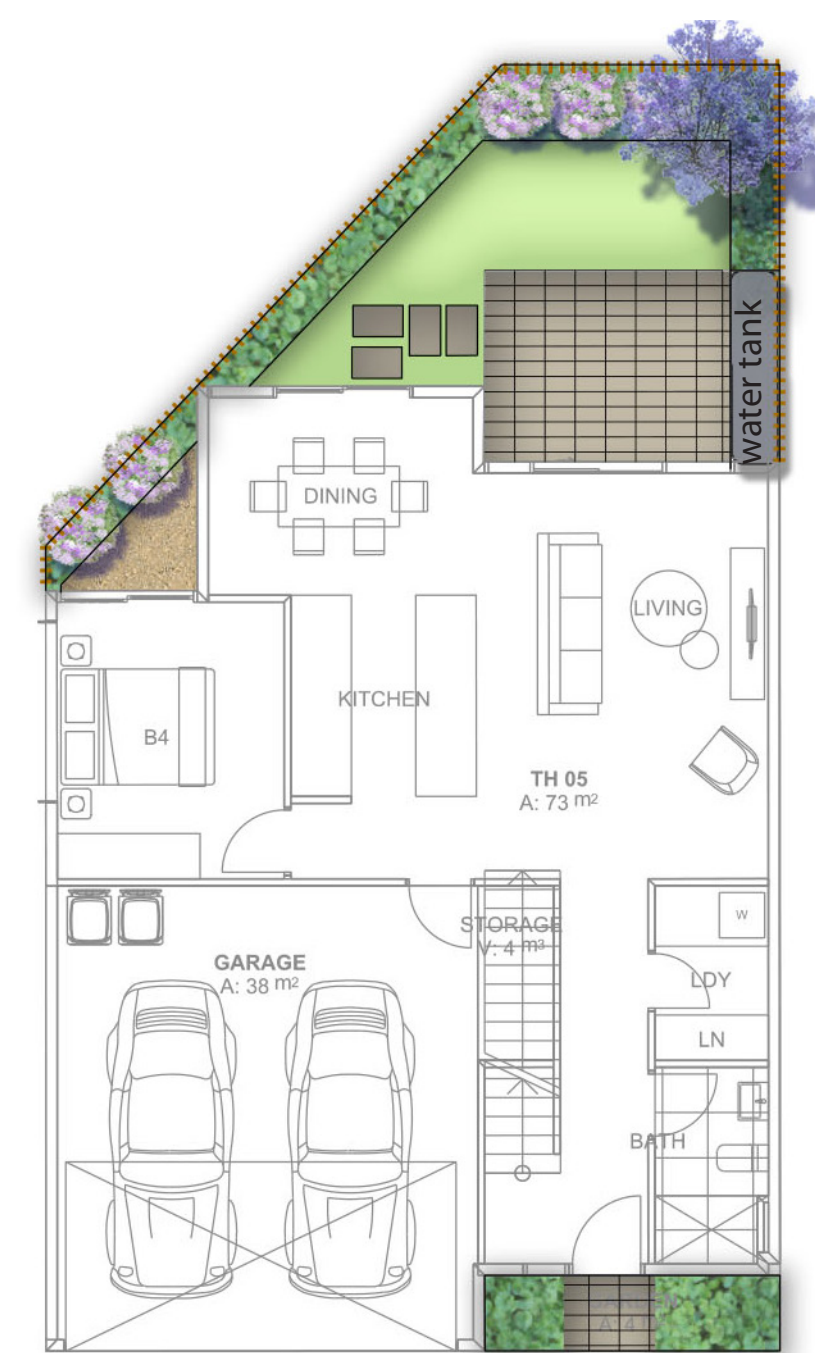 water tank
DINING
LIVING
KITCHEN
B4
TH 05
A: 73 m²
STORAGE
V: 4 m³
W
GARAGE
A: 38 m²
LDY
LN
BATH
GARDEN